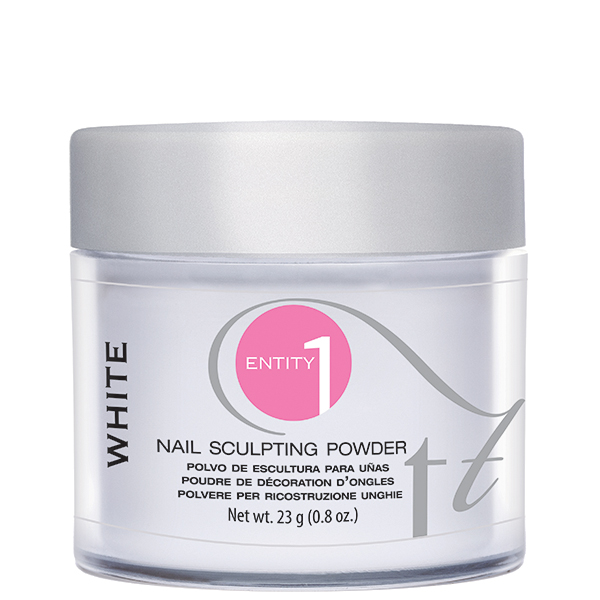 WHITE
ENTITY 1
NAIL SCULPTING POWDER
POLVO DE ESCULTURA PARA UÑAS
POUDRE DE DÉCORATION D'ONGLES
POLVERE PER RICOSTRUZIONE UNGHIE
Net wt. 23 g (0.8 oz.)
tt